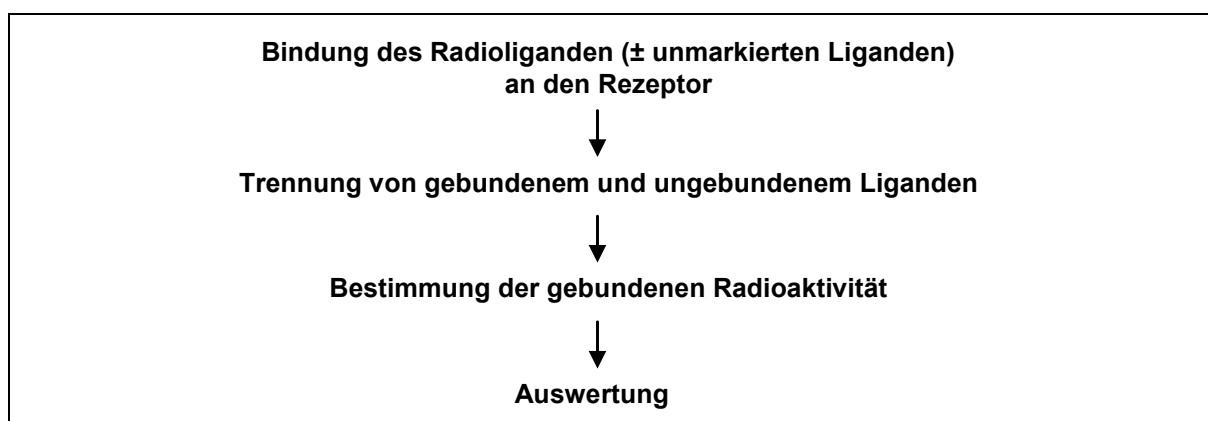 Bindung des Radioliganden (± unmarkierten Liganden)
an den Rezeptor
Trennung von gebundenem und ungebundenem Liganden
Bestimmung der gebundenen Radioaktivität
Auswertung